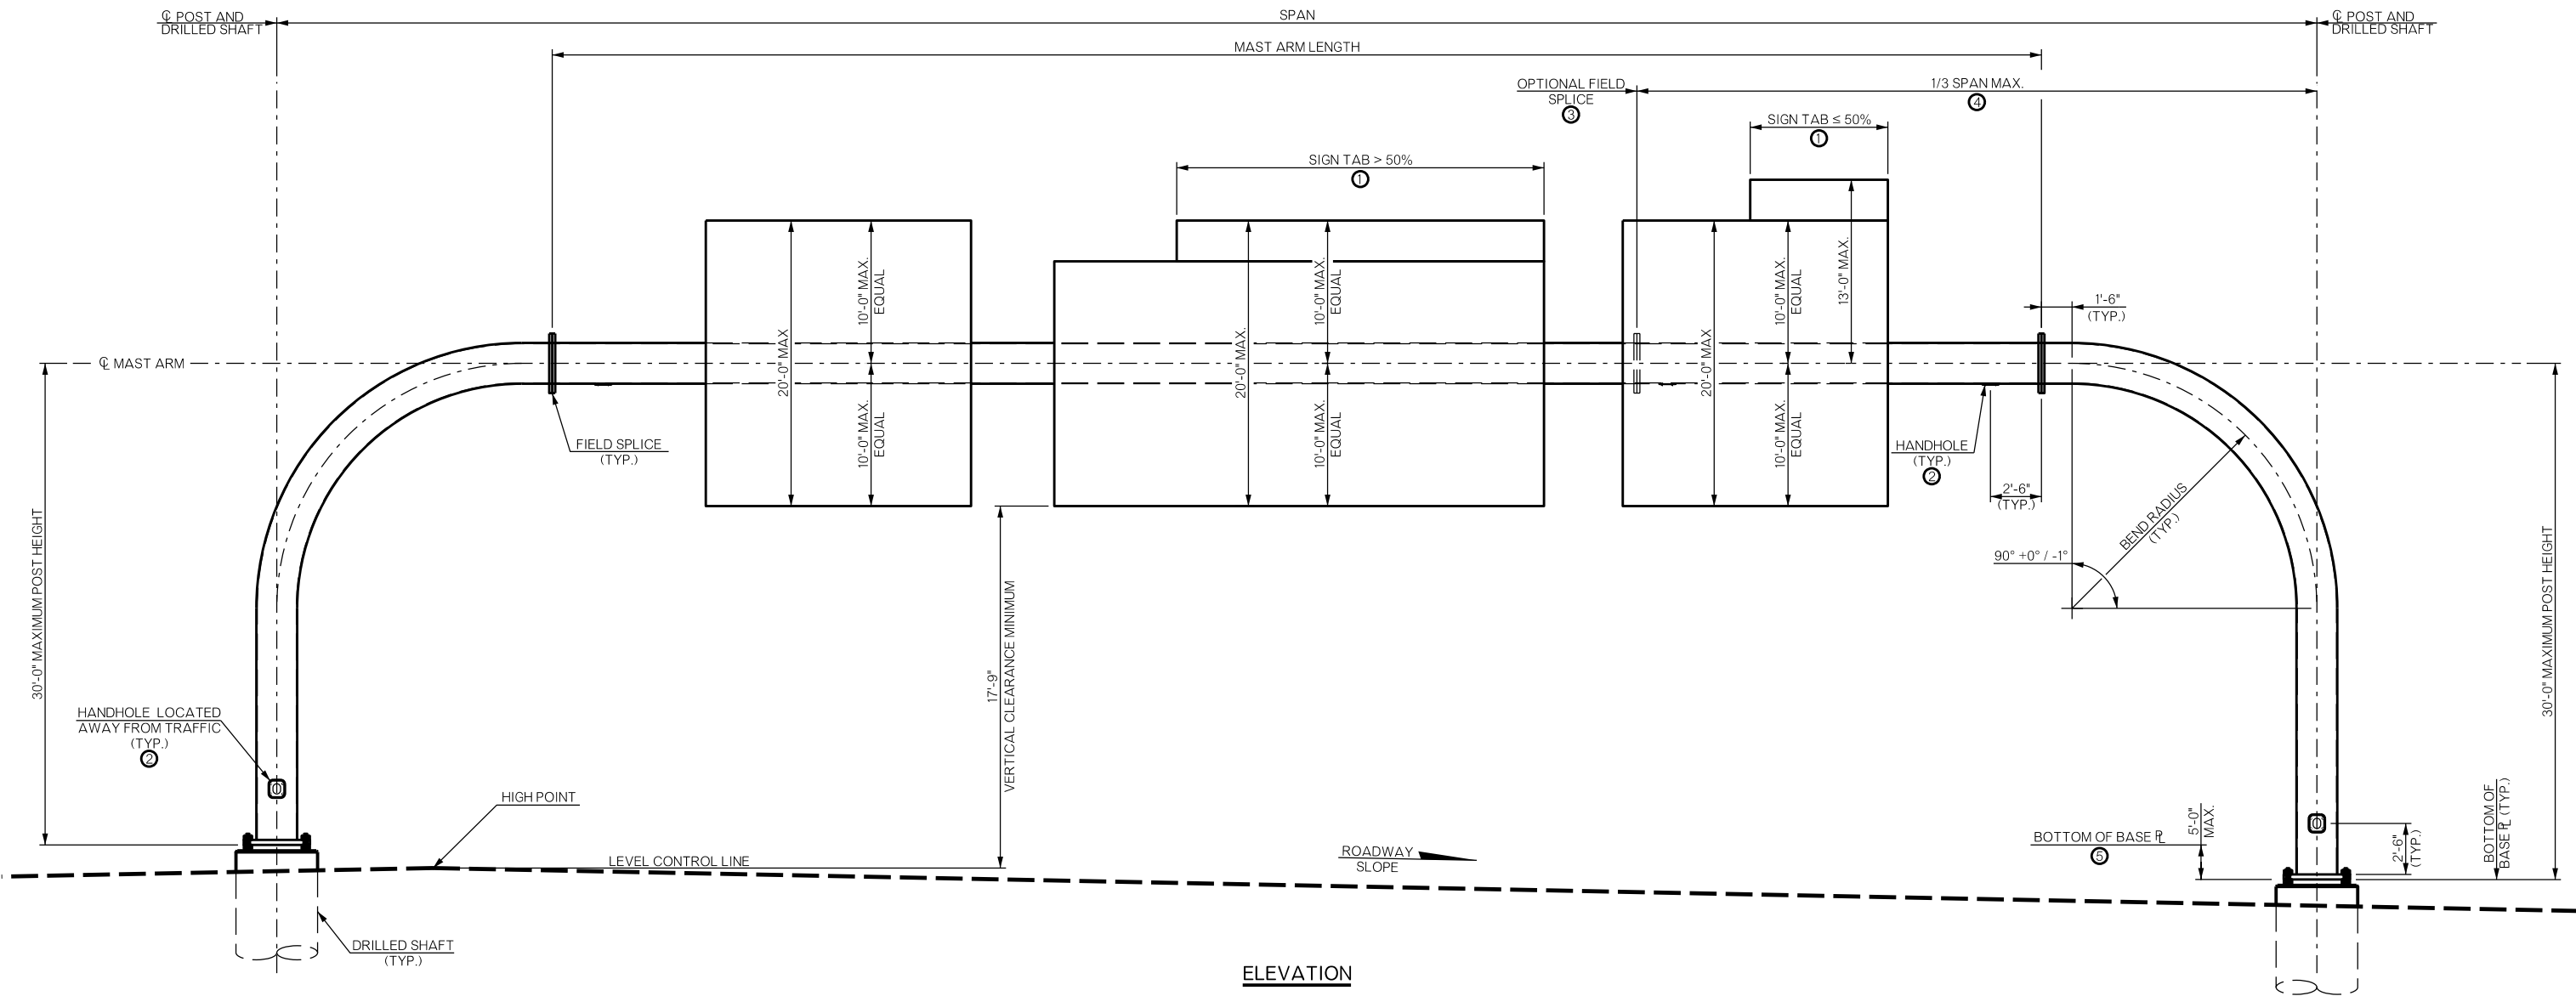 ℄ POST AND
DRILLED SHAFT
SPAN
℄ POST AND
DRILLED SHAFT
MAST ARM LENGTH
OPTIONAL FIELD
SPLICE
③
1/3 SPAN MAX.
④
SIGN TAB ≤ 50%
①
SIGN TAB > 50%
①
20'-0" MAX
10'-0" MAX.
EQUAL
10'-0" MAX.
EQUAL
20'-0" MAX.
10'-0" MAX.
EQUAL
10'-0" MAX.
EQUAL
20'-0" MAX
10'-0" MAX.
EQUAL
10'-0" MAX.
EQUAL
13'-0" MAX.
1'-6"
(TYP.)
℄ MAST ARM
FIELD SPLICE
(TYP.)
HANDHOLE
(TYP.)
②
2'-6"
(TYP.)
BEND RADIUS
(TYP.)
90° +0° / -1°
30'-0" MAXIMUM POST HEIGHT
17'-9"
VERTICAL CLEARANCE MINIMUM
30'-0" MAXIMUM POST HEIGHT
HANDHOLE LOCATED
AWAY FROM TRAFFIC
(TYP.)
②
HIGH POINT
LEVEL CONTROL LINE
ROADWAY
SLOPE
BOTTOM OF BASE ⅊
⑤
5'-0"
MAX.
2'-6"
(TYP.)
BOTTOM OF
BASE ⅊ (TYP.)
DRILLED SHAFT
(TYP.)
ELEVATION